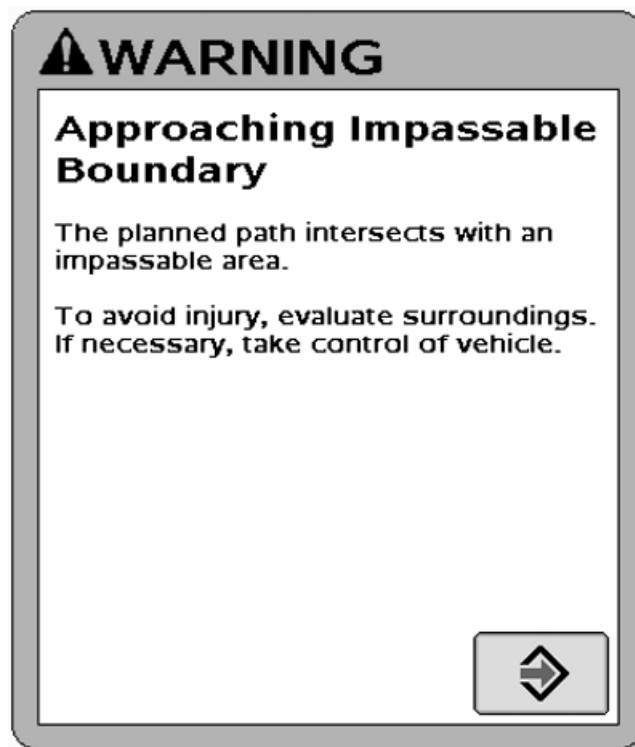 WARNING
Approaching Impassable
Boundary
The planned path intersects with an
impassable area.
To avoid injury, evaluate surroundings.
If necessary, take control of vehicle.